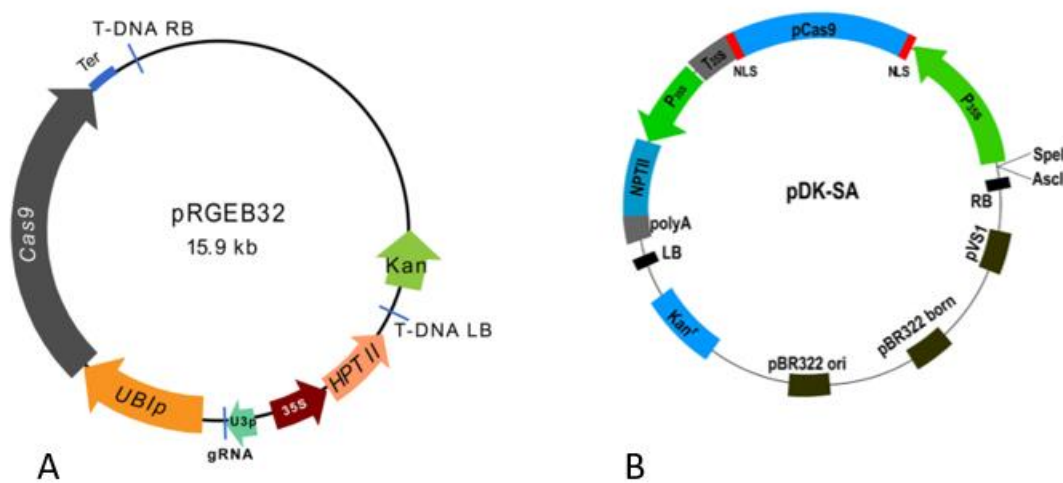 T-DNA RB
Ter
Cas9
pRGEB32
15.9 kb
Kan
T-DNA LB
HPT II
35S
U3p
gRNA
UBIp
A
pCas9
T35S
NLS
NLS
P35S
P35S
SpeI
AscI
NPTII
pDK-SA
RB
polyA
LB
pVS1
Kanʳ
pBR322 born
pBR322 ori
B